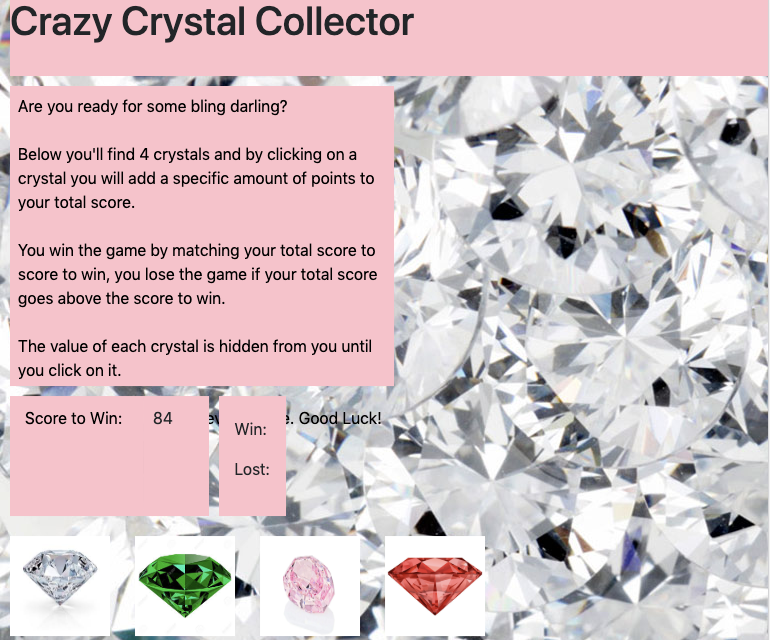 Crazy Crystal Collector
Are you ready for some bling darling?
Below you'll find 4 crystals and by clicking on a
crystal you will add a specific amount of points to
your total score.
You win the game by matching your total score to
score to win, you lose the game if your total score
goes above the score to win.
The value of each crystal is hidden from you until
you click on it.
Score to Win: 84
Good Luck!
Win:
Lost: